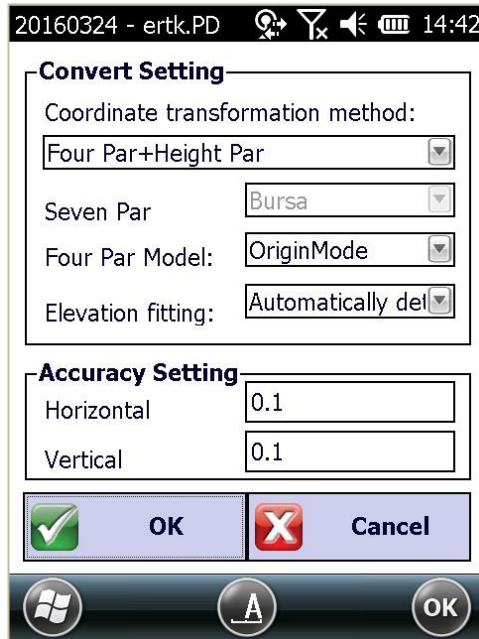 20160324 - ertk.PD 14:42
Convert Setting
Coordinate transformation method:
Four Par+Height Par
Seven Par Bursa
Four Par Model: OriginMode
Elevation fitting: Automatically det
Accuracy Setting
Horizontal 0.1
Vertical 0.1
OK Cancel
A OK